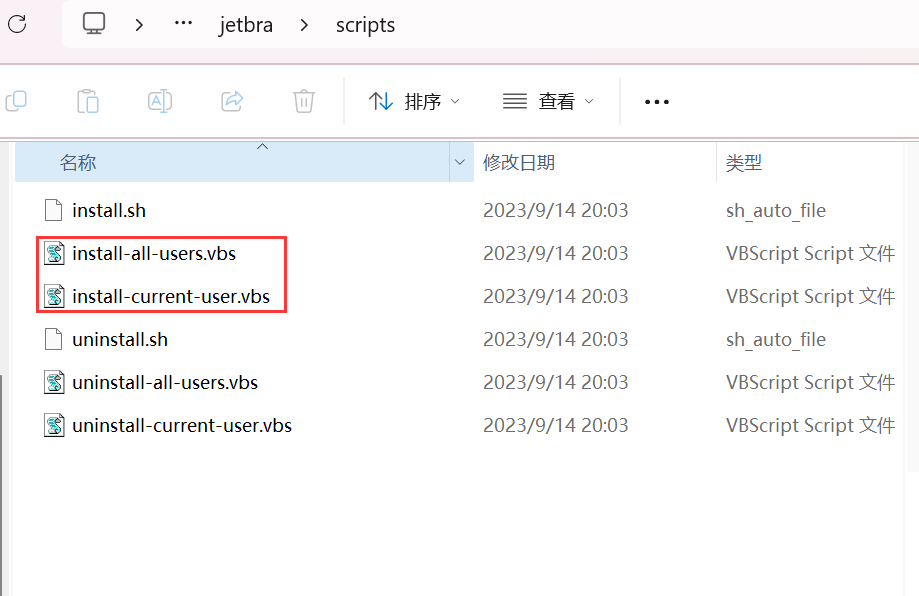 jetbra scripts
排序 查看
名称 修改日期 类型
install.sh 2023/9/14 20:03 sh_auto_file
install-all-users.vbs 2023/9/14 20:03 VBScript Script 文件
install-current-user.vbs 2023/9/14 20:03 VBScript Script 文件
uninstall.sh 2023/9/14 20:03 sh_auto_file
uninstall-all-users.vbs 2023/9/14 20:03 VBScript Script 文件
uninstall-current-user.vbs 2023/9/14 20:03 VBScript Script 文件